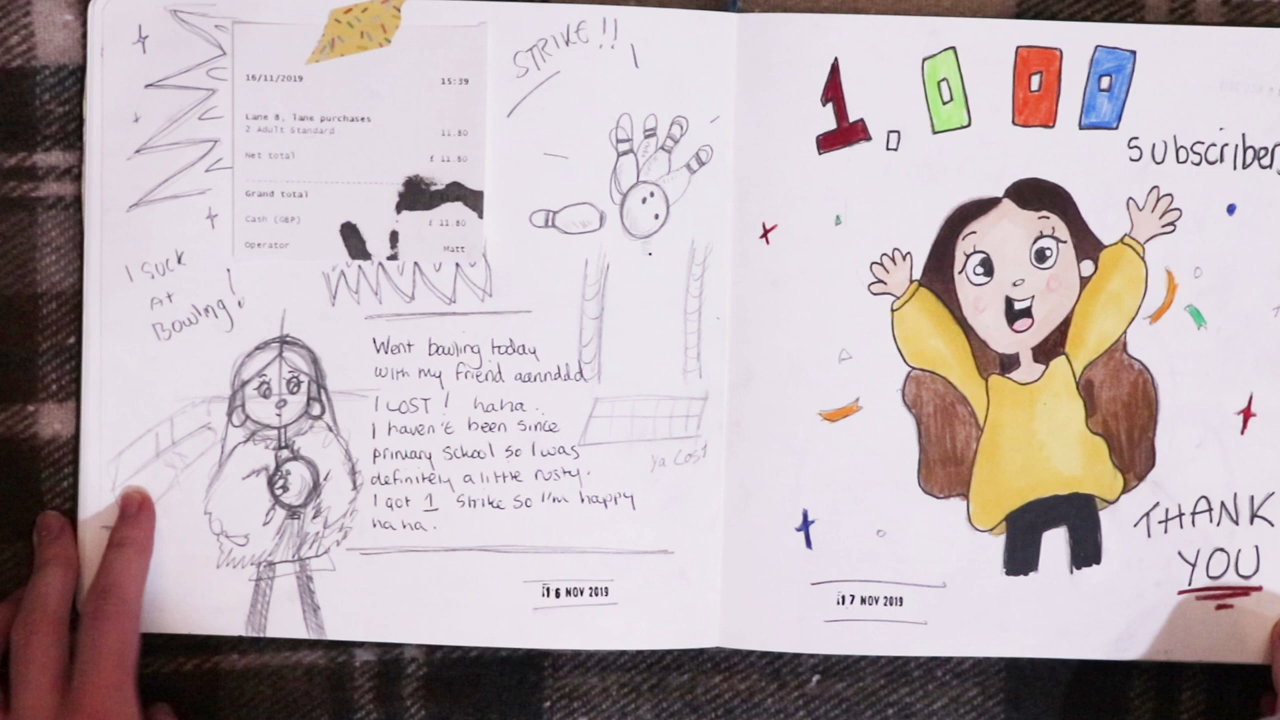 16/11/2019 15:39
Lane 8, lane purchases
2 Adult Standard 11.80
Net total £ 11.80
Grand total
Cash (GBP) £ 11.80
Operator Matt
STRIKE!!
I SUCK
AT
BOWLING!
Went bowling today
with my friend aannddd
I LOST! haha.
I haven't been since
primary school so I was
definitely a little rusty.
I got 1 strike so I'm happy
haha.
Ya Lost
16 NOV 2019
1,000
subscribers
THANK
YOU
17 NOV 2019